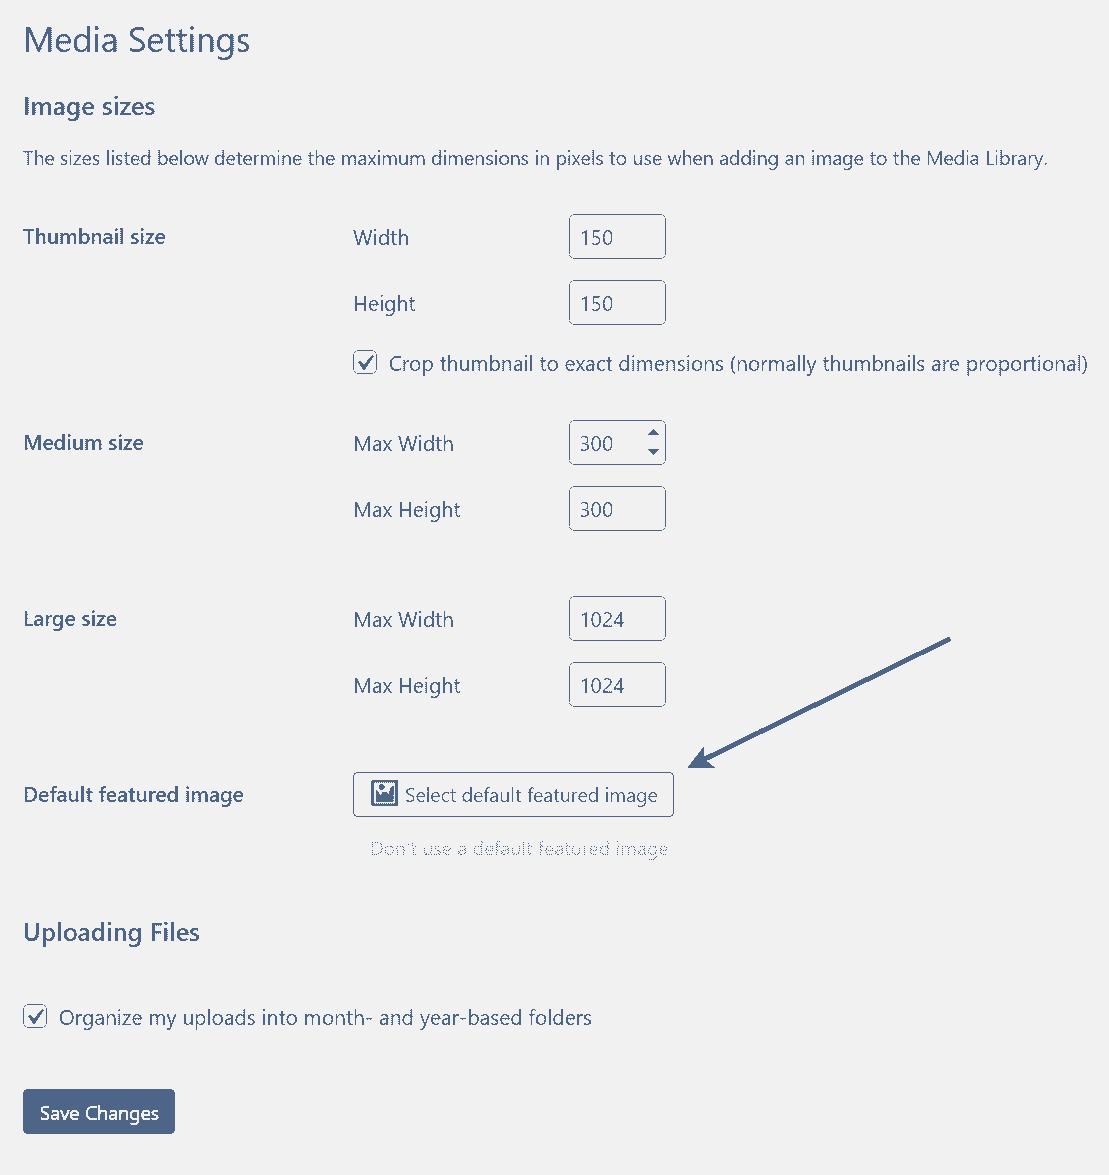 Media Settings
Image sizes
The sizes listed below determine the maximum dimensions in pixels to use when adding an image to the Media Library.
Thumbnail size Width 150
Height 150
Crop thumbnail to exact dimensions (normally thumbnails are proportional)
Medium size Max Width 300
Max Height 300
Large size Max Width 1024
Max Height 1024
Default featured image Select default featured image
Don't use a default featured image
Uploading Files
Organize my uploads into month- and year-based folders
Save Changes